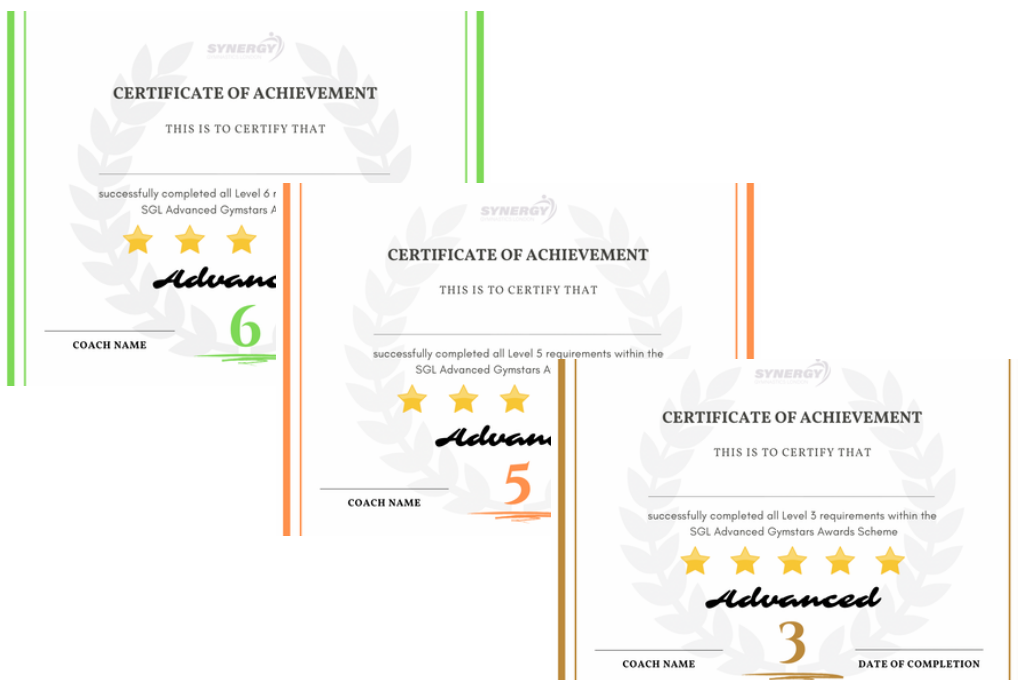 SYNERGY
CERTIFICATE OF ACHIEVEMENT
THIS IS TO CERTIFY THAT
successfully completed all Level 6
SGL Advanced Gymstars A
Advanc
6
COACH NAME
SYNERGY
CERTIFICATE OF ACHIEVEMENT
THIS IS TO CERTIFY THAT
successfully completed all Level 5 requirements within the
SGL Advanced Gymstars A
Advan
5
COACH NAME
SYNERGY
CERTIFICATE OF ACHIEVEMENT
THIS IS TO CERTIFY THAT
successfully completed all Level 3 requirements within the
SGL Advanced Gymstars Awards Scheme
Advanced
3
COACH NAME
DATE OF COMPLETION